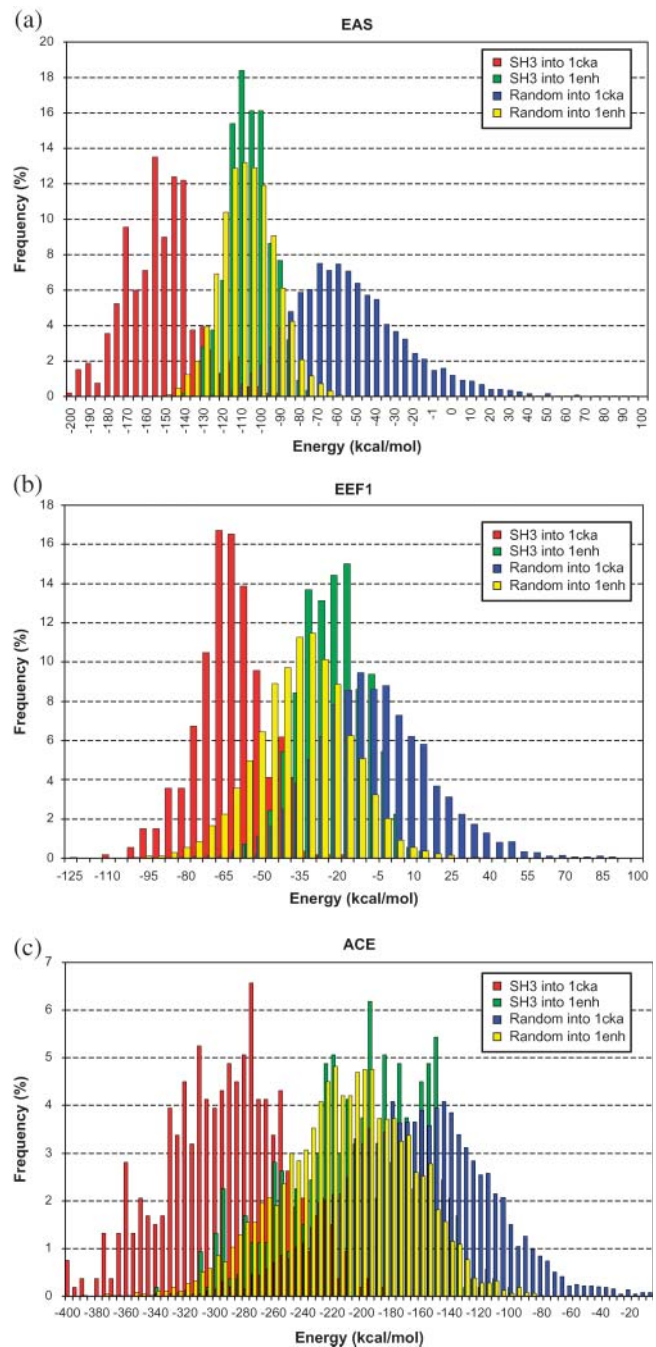 (a)
EAS
20
18
16
14
12
10
8
6
4
2
0
Frequency (%)
SH3 into 1cka
SH3 into 1enh
Random into 1cka
Random into 1enh
-200 -190 -180 -170 -160 -150 -140 -130 -120 -110 -100 -90 -80 -70 -60 -50 -40 -30 -20 -10 -1 0 10 20 30 40 50 60 70 80 90 100
Energy (kcal/mol)
(b)
EEF1
18
16
14
12
10
8
6
4
2
0
Frequency (%)
SH3 into 1cka
SH3 into 1enh
Random into 1cka
Random into 1enh
-125 -110 -95 -80 -65 -50 -35 -20 -5 10 25 40 55 70 85 100
Energy (kcal/mol)
(c)
ACE
7
6
5
4
3
2
1
0
Frequency (%)
SH3 into 1cka
SH3 into 1enh
Random into 1cka
Random into 1enh
-400 -380 -360 -340 -320 -300 -280 -260 -240 -220 -200 -180 -160 -140 -120 -100 -80 -60 -40 -20
Energy (kcal/mol)